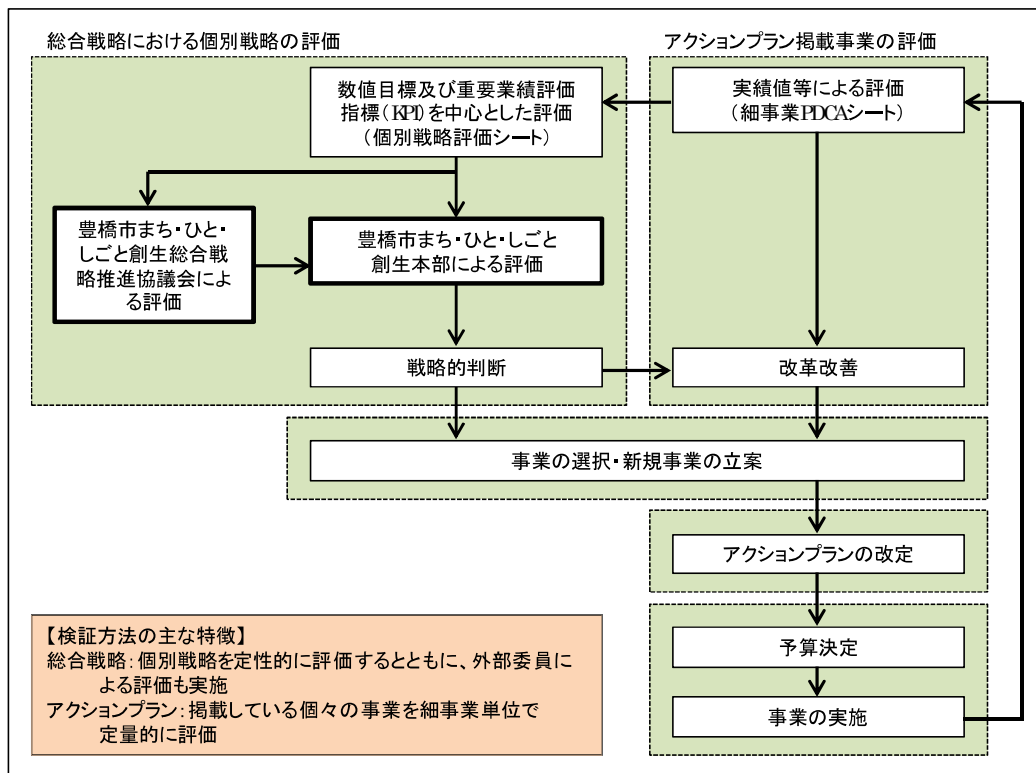 総合戦略における個別戦略の評価
アクションプラン掲載事業の評価
数値目標及び重要業績評価
指標(KPI)を中心とした評価
(個別戦略評価シート)
実績値等による評価
(細事業PDCAシート)
豊橋市まち・ひと・
しごと創生総合戦
略推進協議会によ
る評価
豊橋市まち・ひと・しごと
創生本部による評価
戦略的判断
改革改善
事業の選択・新規事業の立案
アクションプランの改定
予算決定
事業の実施
【検証方法の主な特徴】
総合戦略:個別戦略を定性的に評価するとともに、外部委員に
よる評価も実施
アクションプラン:掲載している個々の事業を細事業単位で
定量的に評価